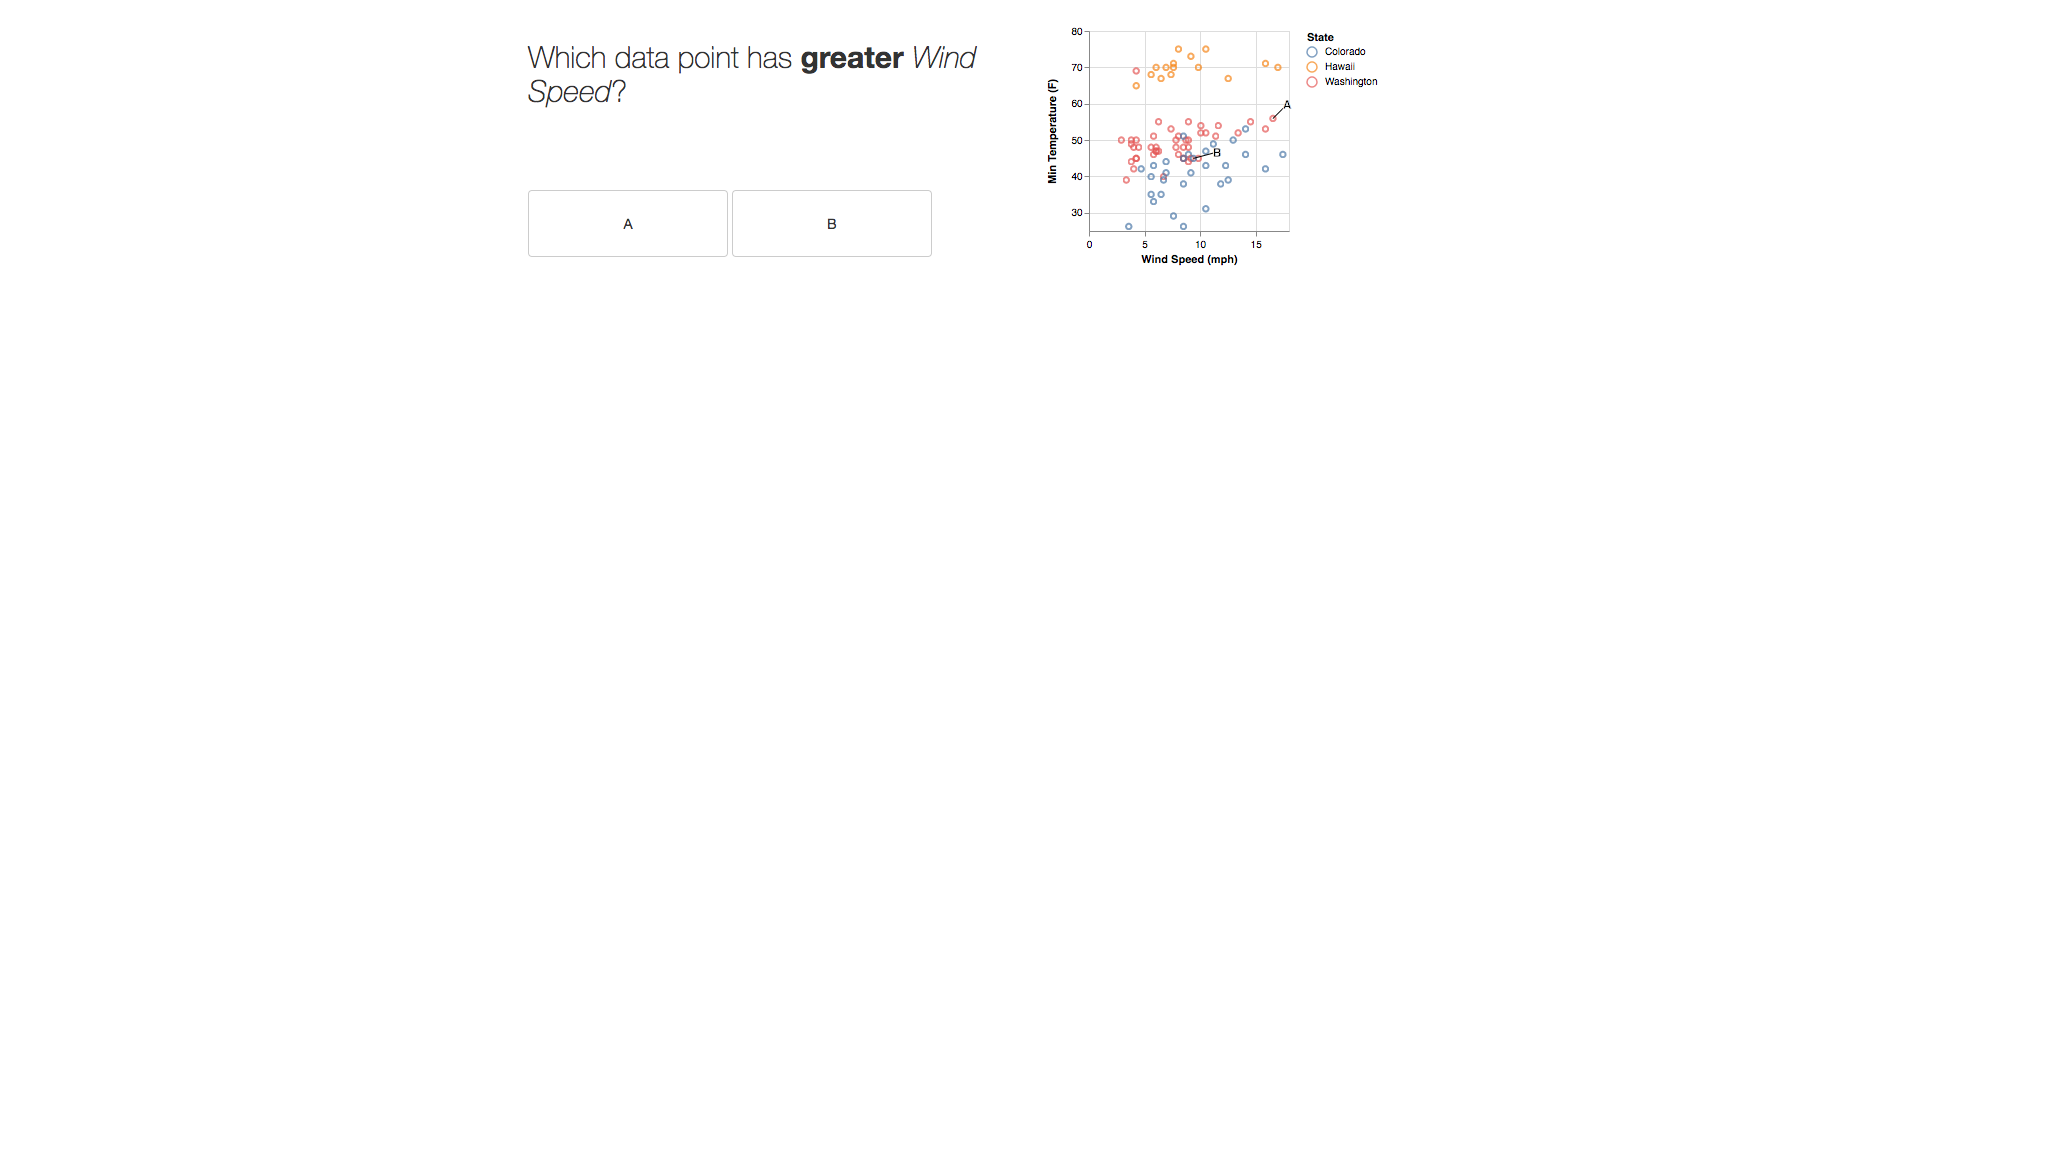 Which data point has greater Wind
Speed?
A
B
80
70
60
50
40
30
Min Temperature (F)
0 5 10 15
Wind Speed (mph)
A
B
State
Colorado
Hawaii
Washington